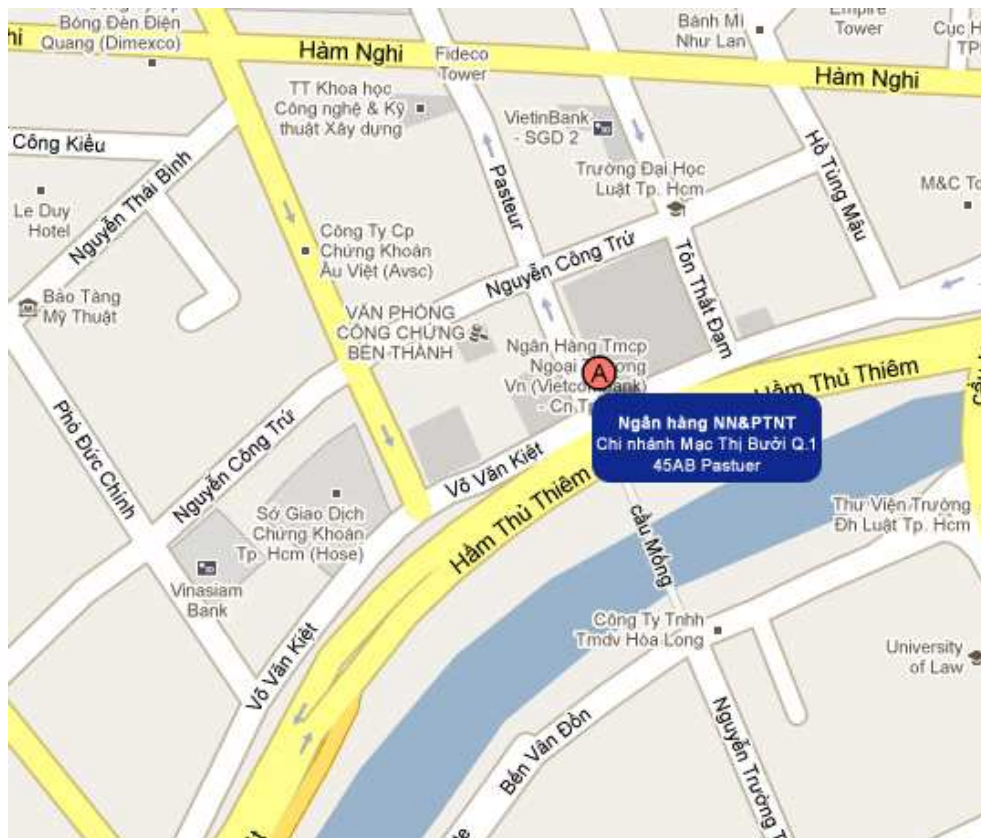 Bóng Đèn Điện
Quang (Dimexco)
Hàm Nghi
Fideco
Tower
Bánh Mì
Như Lan
Empire
Tower
Cục H
TP
Hàm Nghi
TT Khoa học
Công nghệ & Kỹ
thuật Xây dựng
VietinBank
- SGD 2
Công Kiều
Nguyễn Thái Bình
Pasteur
Trường Đại Học
Luật Tp. Hcm
Hồ Tùng Mậu
M&C To
Le Duy
Hotel
Công Ty Cp
Chứng Khoán
Âu Việt (Avsc)
Nguyễn Công Trứ
Tôn Thất Đạm
Bảo Tàng
Mỹ Thuật
VĂN PHÒNG
CÔNG CHỨNG
BẾN THÀNH
Ngân Hàng Tmcp
Ngoại
Vn
- Cn
A
Hầm Thủ Thiêm
Ngân hàng NN&PTNT
Chi nhánh Mạc Thị Bưởi Q.1
45AB Pastuer
Phó Đức Chính
Nguyễn Công Trứ
Võ Văn Kiệt
Hầm Thủ Thiêm
Sở Giao Dịch
Chứng Khoán
Tp. Hcm (Hose)
cầu Mống
Thư Viện Trường
Đh Luật Tp. Hcm
Vinasiam
Bank
Công Ty Tnhh
Tmdv Hòa Long
University
of Law
Võ Văn Kiệt
Bến Vân Đồn
Nguyễn Trường T